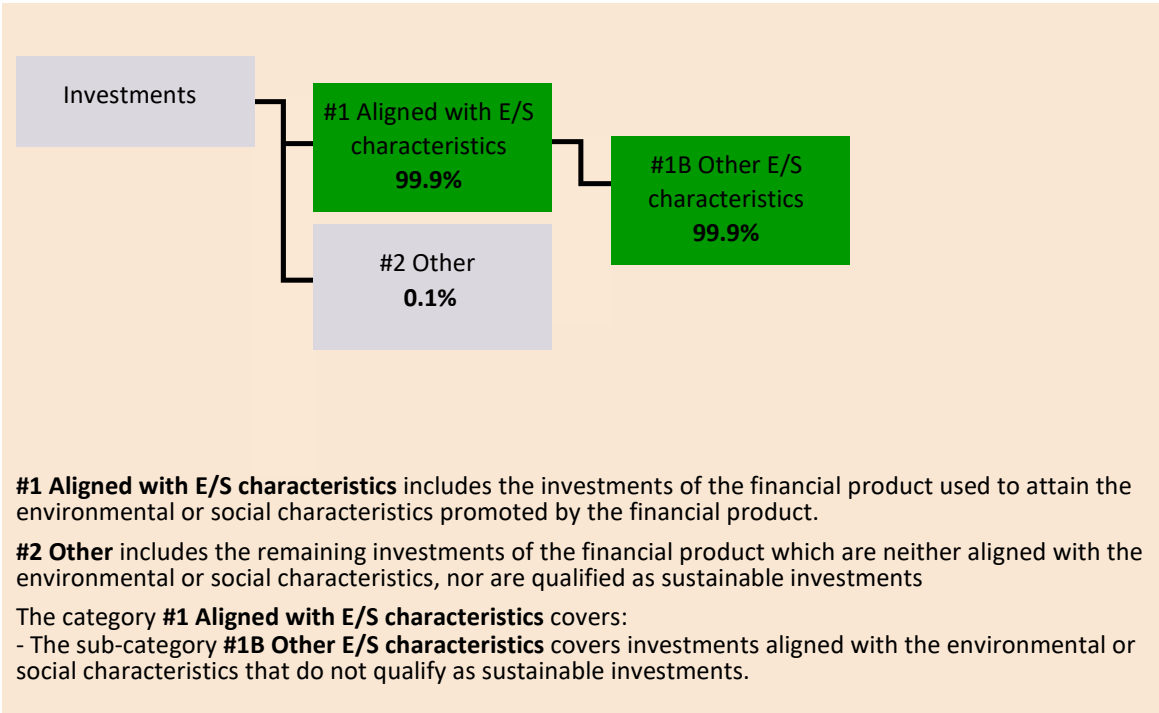 Investments
#1 Aligned with E/S
characteristics
99.9%
#1B Other E/S
characteristics
99.9%
#2 Other
0.1%
#1 Aligned with E/S characteristics includes the investments of the financial product used to attain the
environmental or social characteristics promoted by the financial product.
#2 Other includes the remaining investments of the financial product which are neither aligned with the
environmental or social characteristics, nor are qualified as sustainable investments
The category #1 Aligned with E/S characteristics covers:
- The sub-category #1B Other E/S characteristics covers investments aligned with the environmental or
social characteristics that do not qualify as sustainable investments.